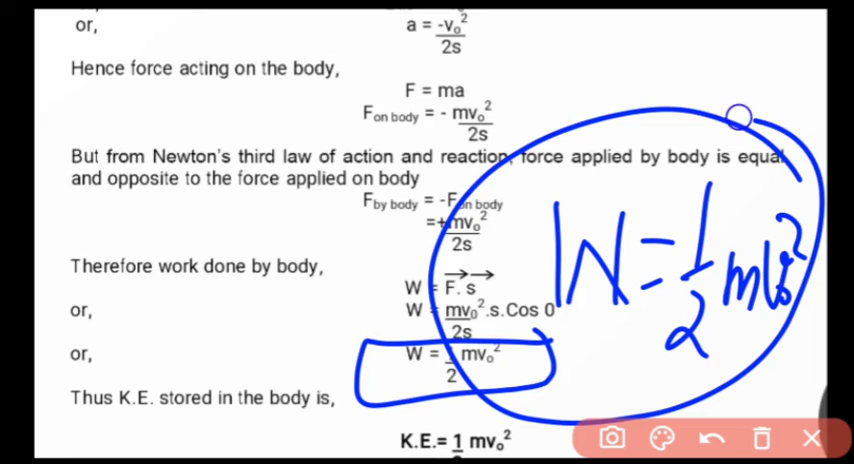 or,
a = -v₀²
2s
Hence force acting on the body,
F = ma
F on body = - mv₀²
2s
But from Newton's third law of action and reaction, force applied by body is equal
and opposite to the force applied on body
F by body = -F on body
=+mv₀²
2s
Therefore work done by body,
W = F. s
or, W = mv₀².s.Cos 0
2s
or, W = 1 mv₀²
2
Thus K.E. stored in the body is,
K.E.= 1 mv₀²
W = 1/2 mv₀²